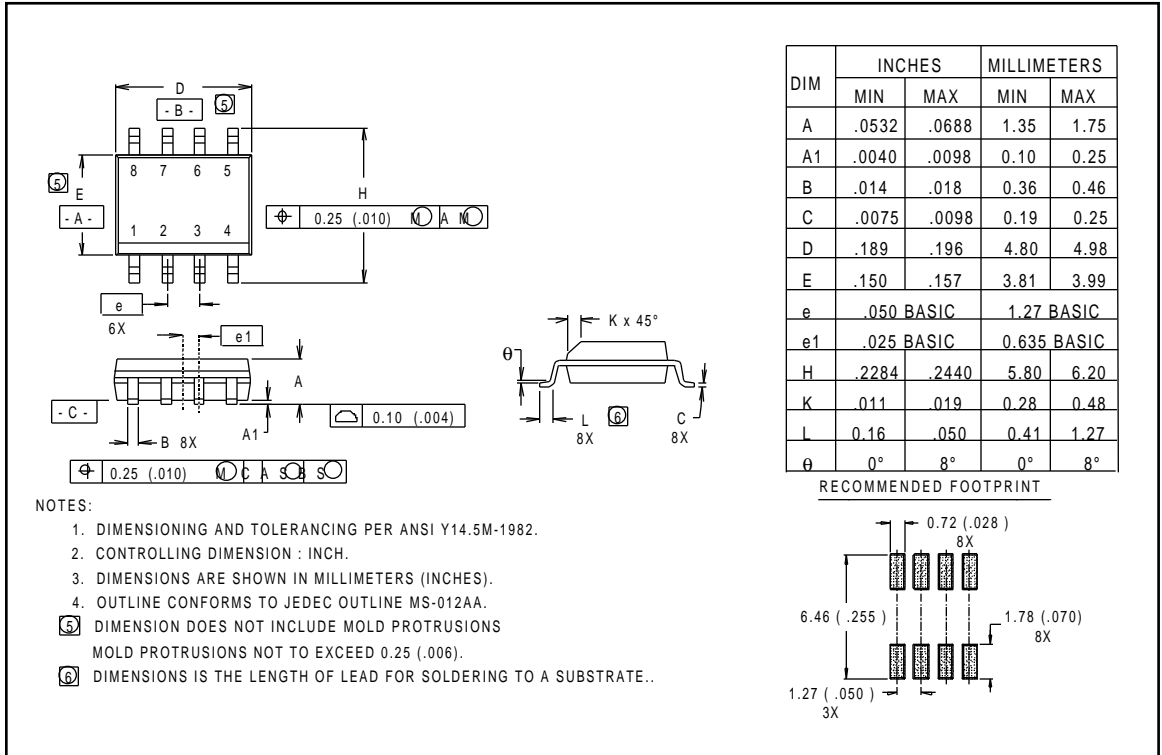 D
- B -
5
8 7 6 5
5
E
- A -
H
0.25 (.010) M A M
1 2 3 4
e
6X
e1
A
- C -
A1
B 8X
0.10 (.004)
0.25 (.010) M C A S B S
K x 45°
θ
L
8X
6
C
8X
DIM INCHES MILLIMETERS
MIN MAX MIN MAX
A .0532 .0688 1.35 1.75
A1 .0040 .0098 0.10 0.25
B .014 .018 0.36 0.46
C .0075 .0098 0.19 0.25
D .189 .196 4.80 4.98
E .150 .157 3.81 3.99
e .050 BASIC 1.27 BASIC
e1 .025 BASIC 0.635 BASIC
H .2284 .2440 5.80 6.20
K .011 .019 0.28 0.48
L 0.16 .050 0.41 1.27
θ 0° 8° 0° 8°
RECOMMENDED FOOTPRINT
0.72 (.028 )
8X
6.46 ( .255 )
1.78 (.070)
8X
1.27 ( .050 )
3X
NOTES:
1. DIMENSIONING AND TOLERANCING PER ANSI Y14.5M-1982.
2. CONTROLLING DIMENSION : INCH.
3. DIMENSIONS ARE SHOWN IN MILLIMETERS (INCHES).
4. OUTLINE CONFORMS TO JEDEC OUTLINE MS-012AA.
5 DIMENSION DOES NOT INCLUDE MOLD PROTRUSIONS
MOLD PROTRUSIONS NOT TO EXCEED 0.25 (.006).
6 DIMENSIONS IS THE LENGTH OF LEAD FOR SOLDERING TO A SUBSTRATE..